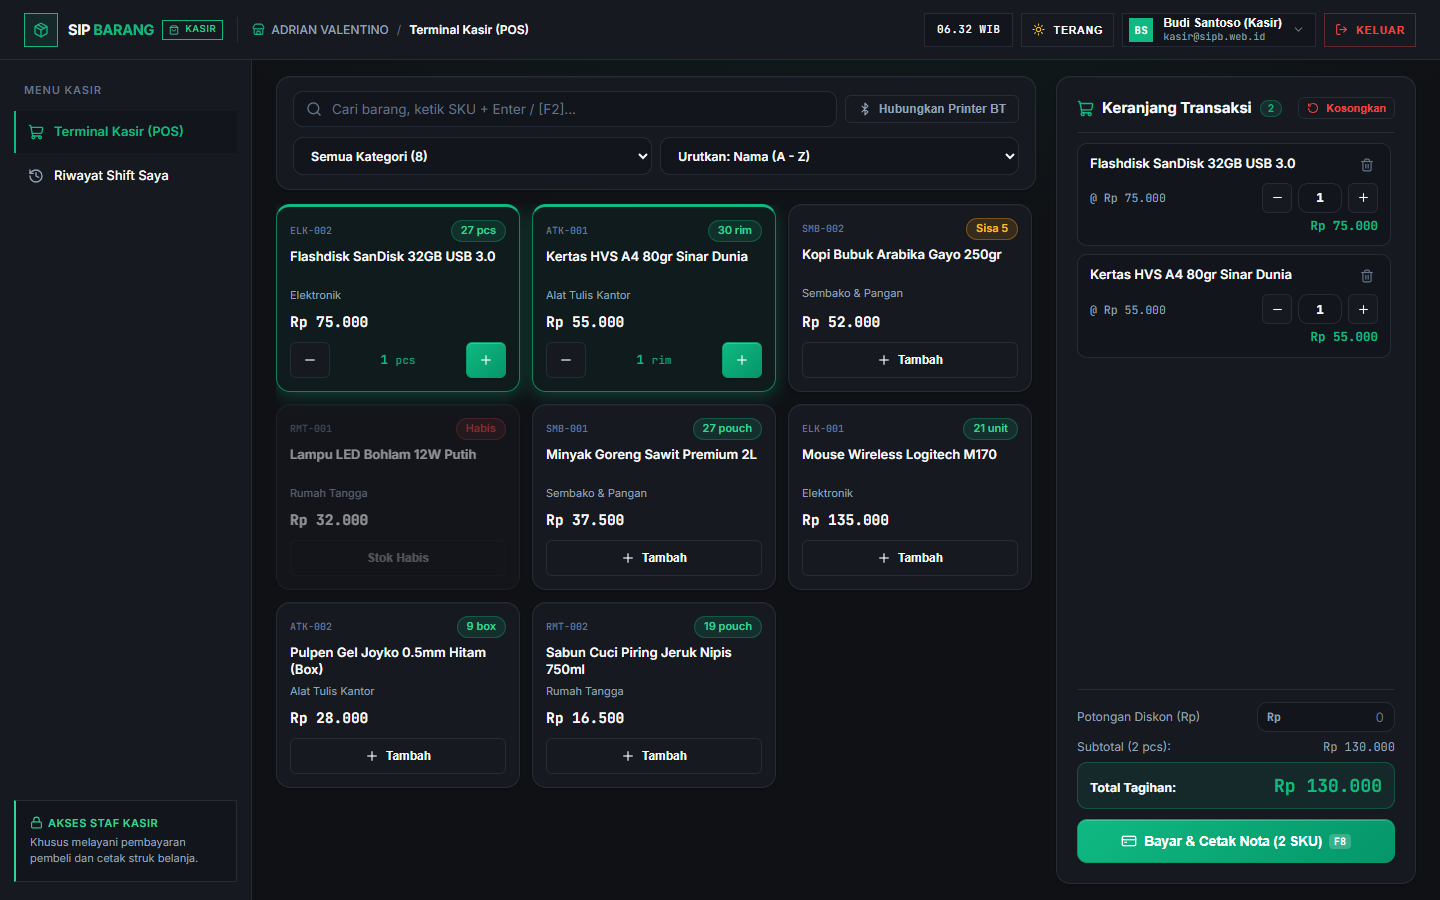 SIP BARANG
KASIR
ADRIAN VALENTINO / Terminal Kasir (POS)
06.32 WIB
TERANG
BS
Budi Santoso (Kasir)
kasir@sipb.web.id
KELUAR
MENU KASIR
Terminal Kasir (POS)
Riwayat Shift Saya
AKSES STAF KASIR
Khusus melayani pembayaran
pembeli dan cetak struk belanja.
Cari barang, ketik SKU + Enter / [F2]...
Hubungkan Printer BT
Semua Kategori (8)
Urutkan: Nama (A - Z)
ELK-002
27 pcs
Flashdisk SanDisk 32GB USB 3.0
Elektronik
Rp 75.000
− 1 pcs +
ATK-001
30 rim
Kertas HVS A4 80gr Sinar Dunia
Alat Tulis Kantor
Rp 55.000
− 1 rim +
SMB-002
Sisa 5
Kopi Bubuk Arabika Gayo 250gr
Sembako & Pangan
Rp 52.000
+ Tambah
RMT-001
Habis
Lampu LED Bohlam 12W Putih
Rumah Tangga
Rp 32.000
Stok Habis
SMB-001
27 pouch
Minyak Goreng Sawit Premium 2L
Sembako & Pangan
Rp 37.500
+ Tambah
ELK-001
21 unit
Mouse Wireless Logitech M170
Elektronik
Rp 135.000
+ Tambah
ATK-002
9 box
Pulpen Gel Joyko 0.5mm Hitam
(Box)
Alat Tulis Kantor
Rp 28.000
+ Tambah
RMT-002
19 pouch
Sabun Cuci Piring Jeruk Nipis
750ml
Rumah Tangga
Rp 16.500
+ Tambah
Keranjang Transaksi 2
Kosongkan
Flashdisk SanDisk 32GB USB 3.0
@ Rp 75.000
− 1 +
Rp 75.000
Kertas HVS A4 80gr Sinar Dunia
@ Rp 55.000
− 1 +
Rp 55.000
Potongan Diskon (Rp)
Rp 0
Subtotal (2 pcs):
Rp 130.000
Total Tagihan:
Rp 130.000
Bayar & Cetak Nota (2 SKU) F8